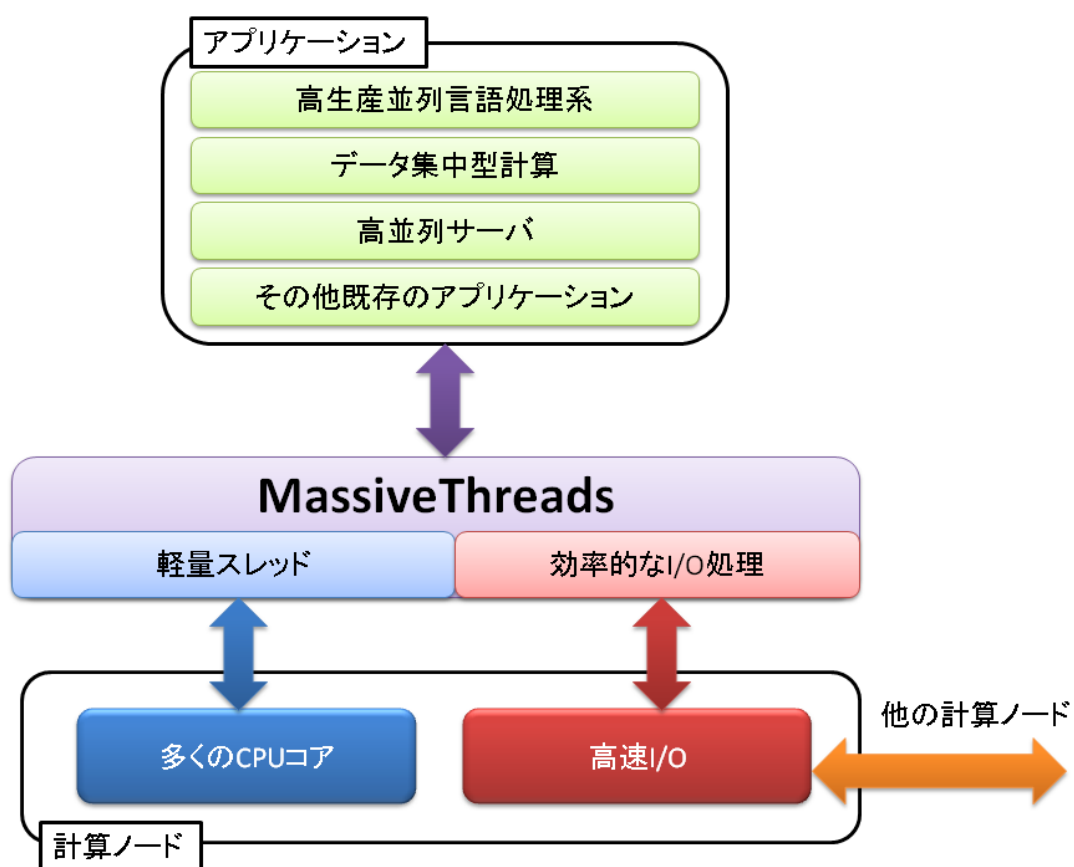 アプリケーション
高生産並列言語処理系
データ集中型計算
高並列サーバ
その他既存のアプリケーション
MassiveThreads
軽量スレッド
効率的なI/O処理
他の計算ノード
多くのCPUコア
高速I/O
計算ノード